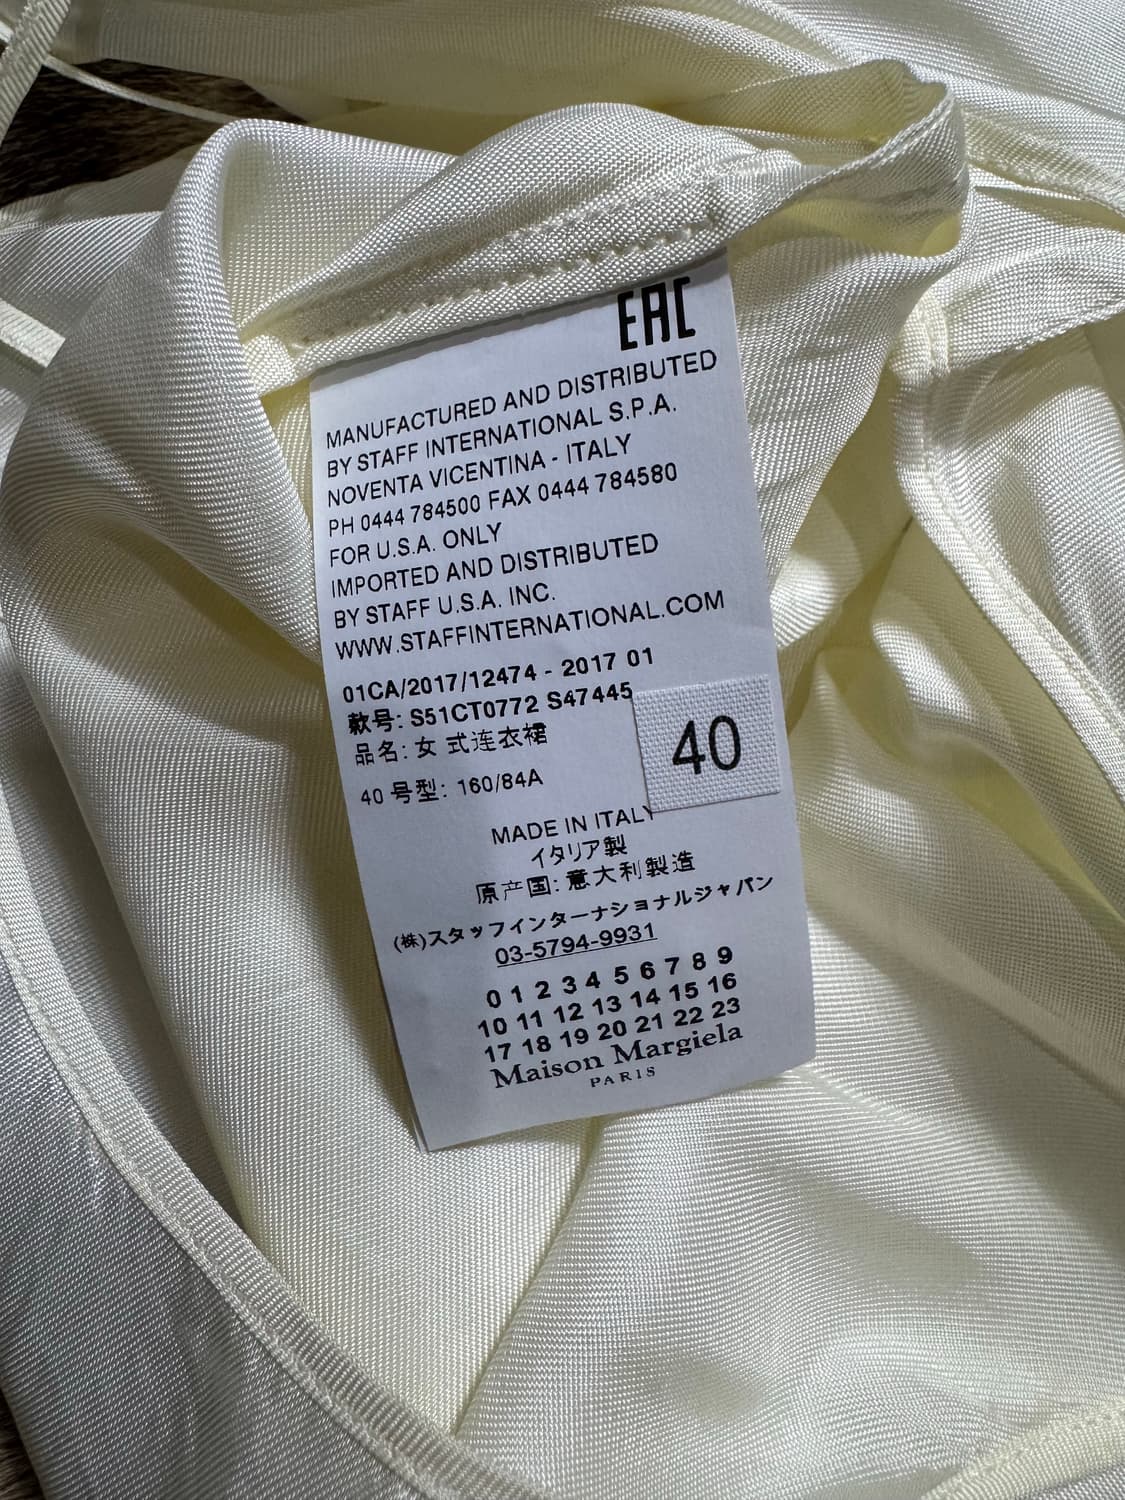 EAC
MANUFACTURED AND DISTRIBUTED
BY STAFF INTERNATIONAL S.P.A.
NOVENTA VICENTINA - ITALY
PH 0444 784500 FAX 0444 784580
FOR U.S.A. ONLY
IMPORTED AND DISTRIBUTED
BY STAFF U.S.A. INC.
WWW.STAFFINTERNATIONAL.COM
01CA/2017/12474 - 2017 01
款号: S51CT0772 S47445
品名: 女 式连衣裙
40
40 号型: 160/84A
MADE IN ITALY
イタリア製
原产国: 意大利製造
(株)スタッフインターナショナルジャパン
03-5794-9931
0 1 2 3 4 5 6 7 8 9
10 11 12 13 14 15 16
17 18 19 20 21 22 23
Maison Margiela
PARIS